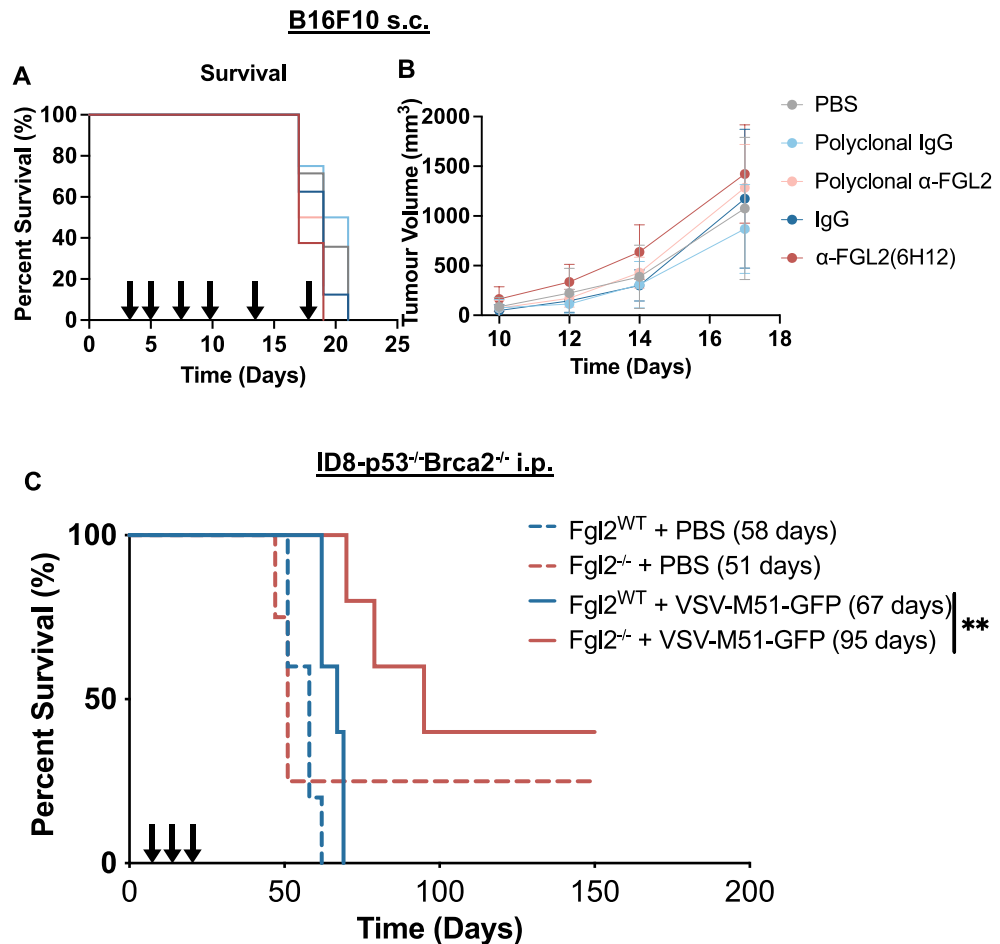 B16F10 s.c.
A
Survival
Percent Survival (%)
100
80
60
40
20
0
0 5 10 15 20 25
Time (Days)
B
Tumour Volume (mm³)
2000
1500
1000
500
0
10 12 14 16 18
Time (Days)
PBS
Polyclonal IgG
Polyclonal α-FGL2
IgG
α-FGL2(6H12)
ID8-p53⁻/⁻Brca2⁻/⁻ i.p.
C
Percent Survival (%)
100
50
0
0 50 100 150 200
Time (Days)
Fgl2ᵂᵀ + PBS (58 days)
Fgl2⁻/⁻ + PBS (51 days)
Fgl2ᵂᵀ + VSV-M51-GFP (67 days)
Fgl2⁻/⁻ + VSV-M51-GFP (95 days)
**